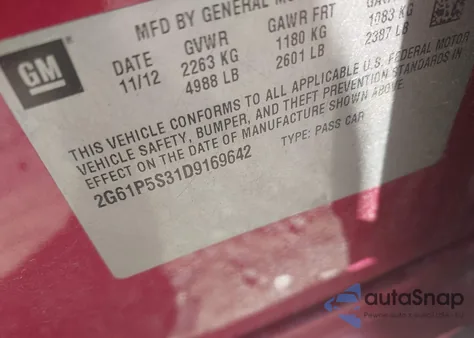 MFD BY GENERAL
GM
DATE GVWR GAWR FRT GAWR
11/12 2263 KG 1180 KG 1083 KG
4988 LB 2601 LB 2387 LB
THIS VEHICLE CONFORMS TO ALL APPLICABLE U.S. FEDERAL MOTOR
VEHICLE SAFETY, BUMPER, AND THEFT PREVENTION STANDARDS IN
EFFECT ON THE DATE OF MANUFACTURE SHOWN ABOVE.
2G61P5S31D9169642 TYPE: PASS CAR
autoSnap